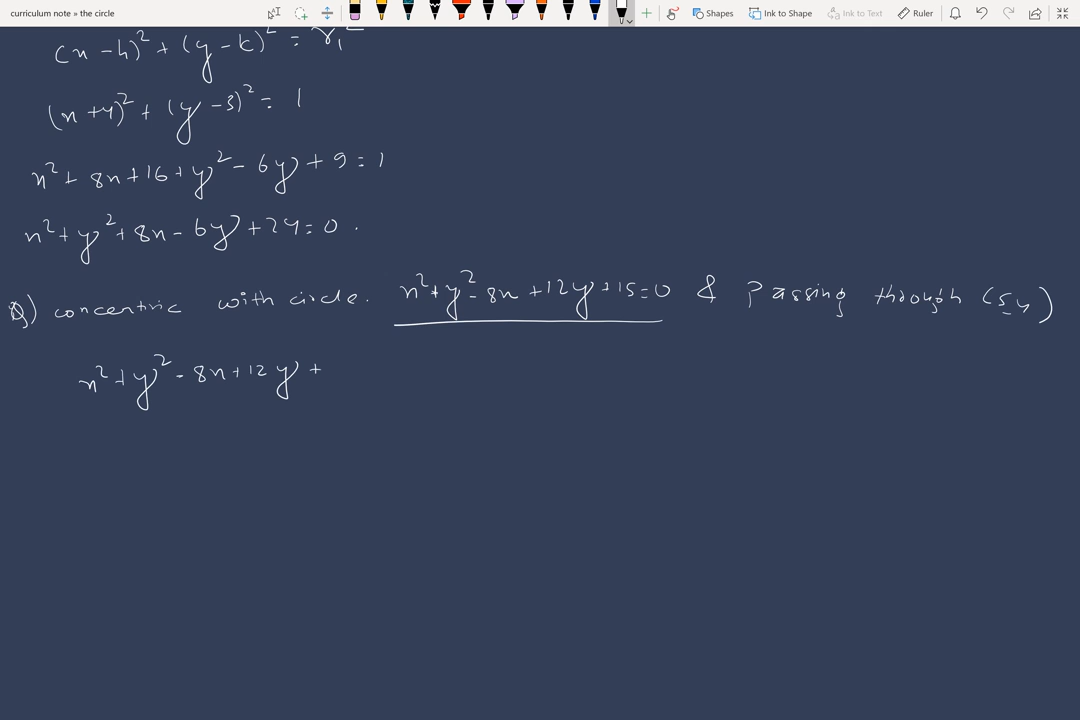 curriculum note » the circle
Shapes Ink to Shape Ink to Text Ruler
(x - h)² + (y - k)² = r₁²
(x + 4)² + (y - 3)² = 1
x² + 8x + 16 + y² - 6y + 9 = 1
x² + y² + 8x - 6y + 24 = 0 .
Q) concentric with circle. x² + y² - 8x + 12y + 15 = 0 & passing through (5,4)
x² + y² - 8x + 12y +